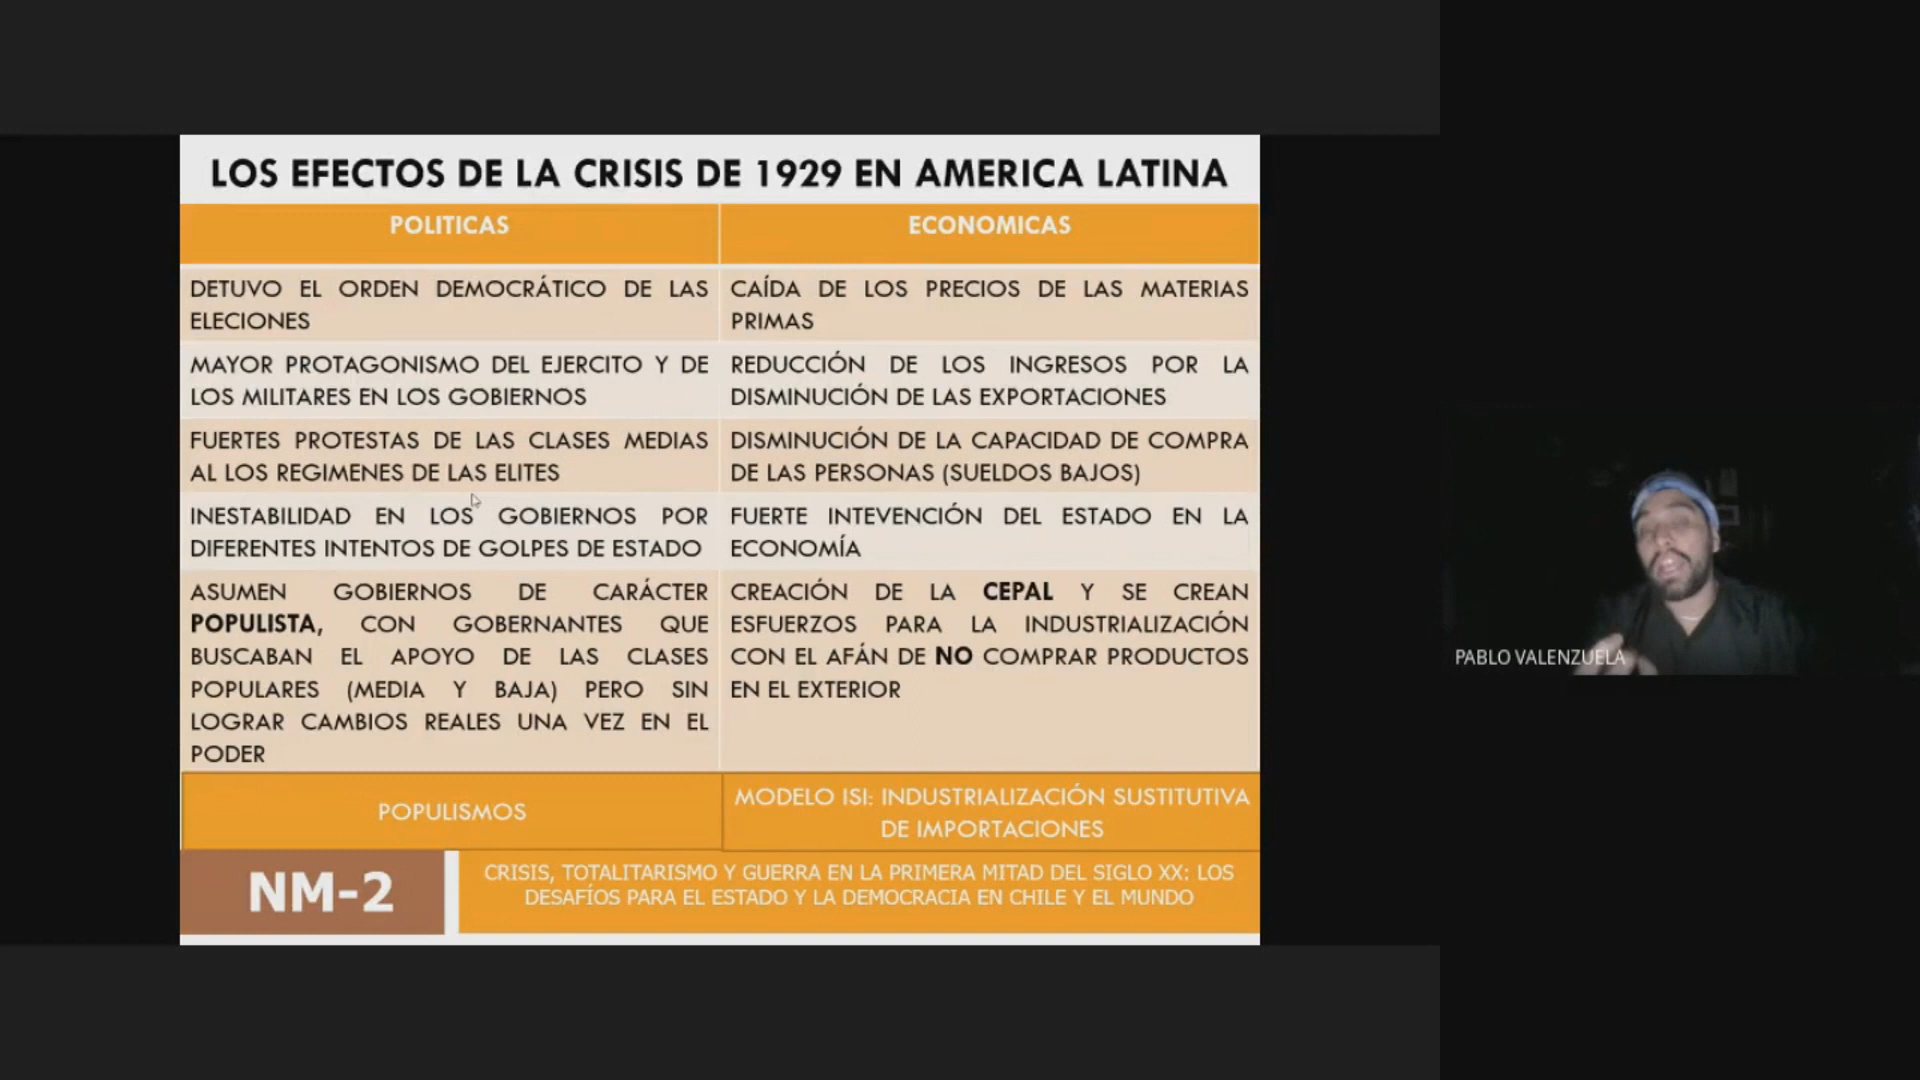 LOS EFECTOS DE LA CRISIS DE 1929 EN AMERICA LATINA
POLITICAS
ECONOMICAS
DETUVO EL ORDEN DEMOCRÁTICO DE LAS
ELECIONES
CAÍDA DE LOS PRECIOS DE LAS MATERIAS
PRIMAS
MAYOR PROTAGONISMO DEL EJERCITO Y DE
LOS MILITARES EN LOS GOBIERNOS
REDUCCIÓN DE LOS INGRESOS POR LA
DISMINUCIÓN DE LAS EXPORTACIONES
FUERTES PROTESTAS DE LAS CLASES MEDIAS
AL LOS REGIMENES DE LAS ELITES
DISMINUCIÓN DE LA CAPACIDAD DE COMPRA
DE LAS PERSONAS (SUELDOS BAJOS)
INESTABILIDAD EN LOS GOBIERNOS POR
DIFERENTES INTENTOS DE GOLPES DE ESTADO
FUERTE INTEVENCIÓN DEL ESTADO EN LA
ECONOMÍA
ASUMEN GOBIERNOS DE CARÁCTER
POPULISTA, CON GOBERNANTES QUE
BUSCABAN EL APOYO DE LAS CLASES
POPULARES (MEDIA Y BAJA) PERO SIN
LOGRAR CAMBIOS REALES UNA VEZ EN EL
PODER
CREACIÓN DE LA CEPAL Y SE CREAN
ESFUERZOS PARA LA INDUSTRIALIZACIÓN
CON EL AFÁN DE NO COMPRAR PRODUCTOS
EN EL EXTERIOR
POPULISMOS
MODELO ISI: INDUSTRIALIZACIÓN SUSTITUTIVA
DE IMPORTACIONES
NM-2
CRISIS, TOTALITARISMO Y GUERRA EN LA PRIMERA MITAD DEL SIGLO XX: LOS
DESAFÍOS PARA EL ESTADO Y LA DEMOCRACIA EN CHILE Y EL MUNDO
PABLO VALENZUELA